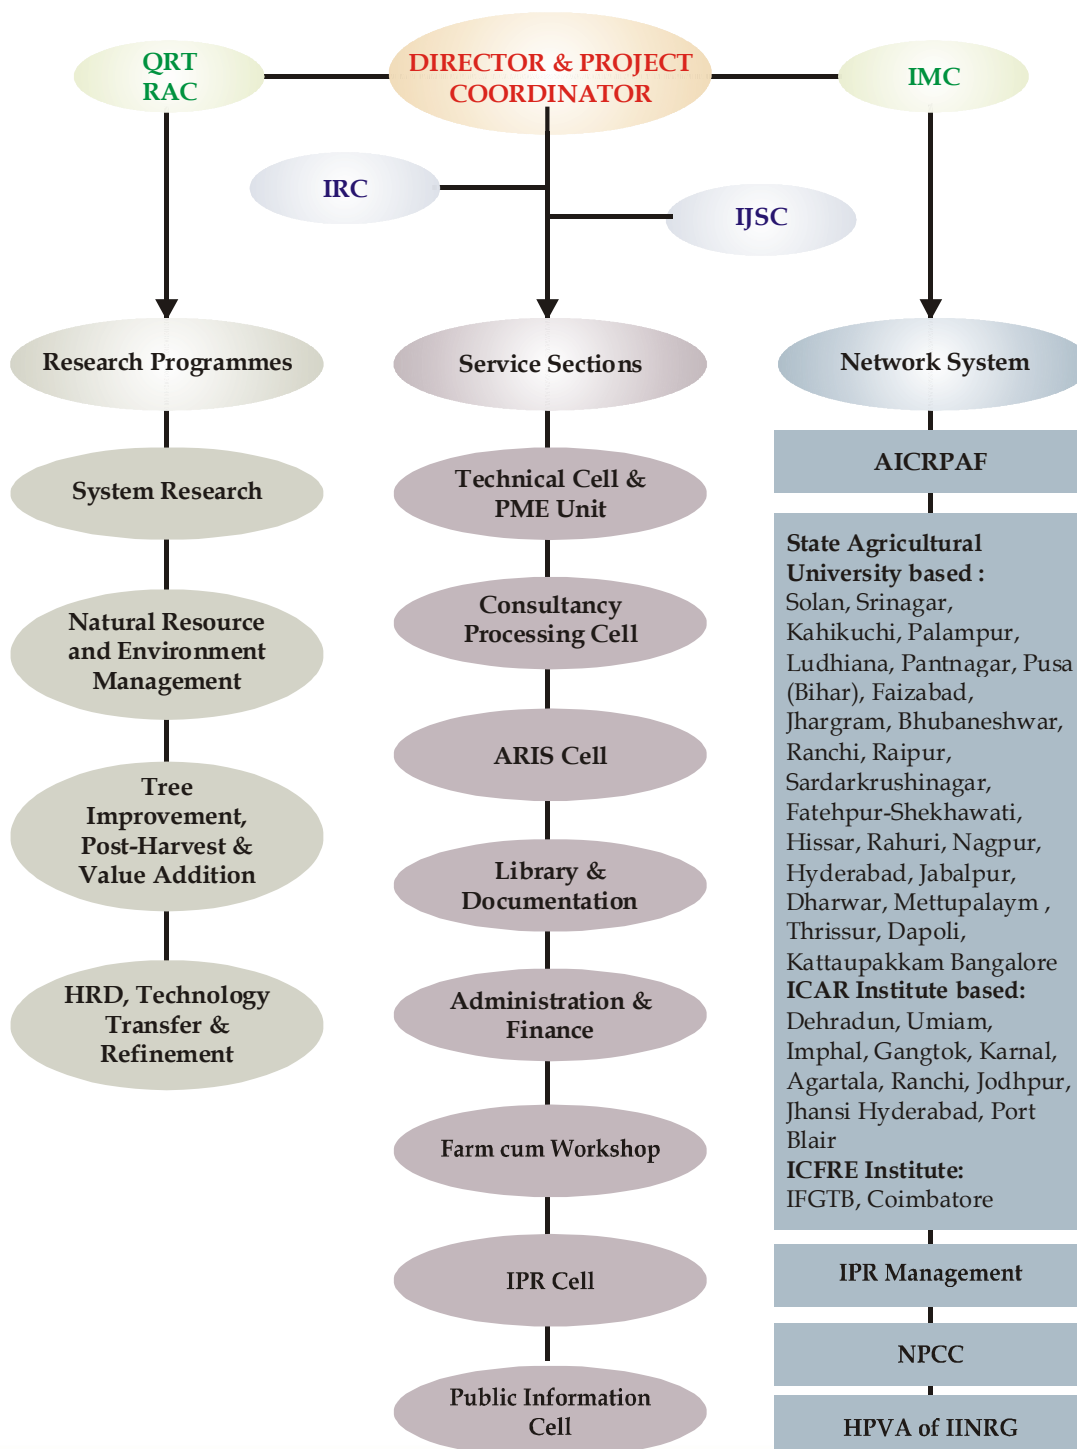 QRT
RAC
DIRECTOR & PROJECT
COORDINATOR
IMC
IRC
IJSC
Research Programmes
System Research
Natural Resource
and Environment
Management
Tree
Improvement,
Post-Harvest &
Value Addition
HRD, Technology
Transfer &
Refinement
Service Sections
Technical Cell &
PME Unit
Consultancy
Processing Cell
ARIS Cell
Library &
Documentation
Administration &
Finance
Farm cum Workshop
IPR Cell
Public Information
Cell
Network System
AICRPAF
State Agricultural
University based :
Solan, Srinagar,
Kahikuchi, Palampur,
Ludhiana, Pantnagar, Pusa
(Bihar), Faizabad,
Jhargram, Bhubaneshwar,
Ranchi, Raipur,
Sardarkrushinagar,
Fatehpur-Shekhawati,
Hissar, Rahuri, Nagpur,
Hyderabad, Jabalpur,
Dharwar, Mettupalaym ,
Thrissur, Dapoli,
Kattaupakkam Bangalore
ICAR Institute based:
Dehradun, Umiam,
Imphal, Gangtok, Karnal,
Agartala, Ranchi, Jodhpur,
Jhansi Hyderabad, Port
Blair
ICFRE Institute:
IFGTB, Coimbatore
IPR Management
NPCC
HPVA of IINRG